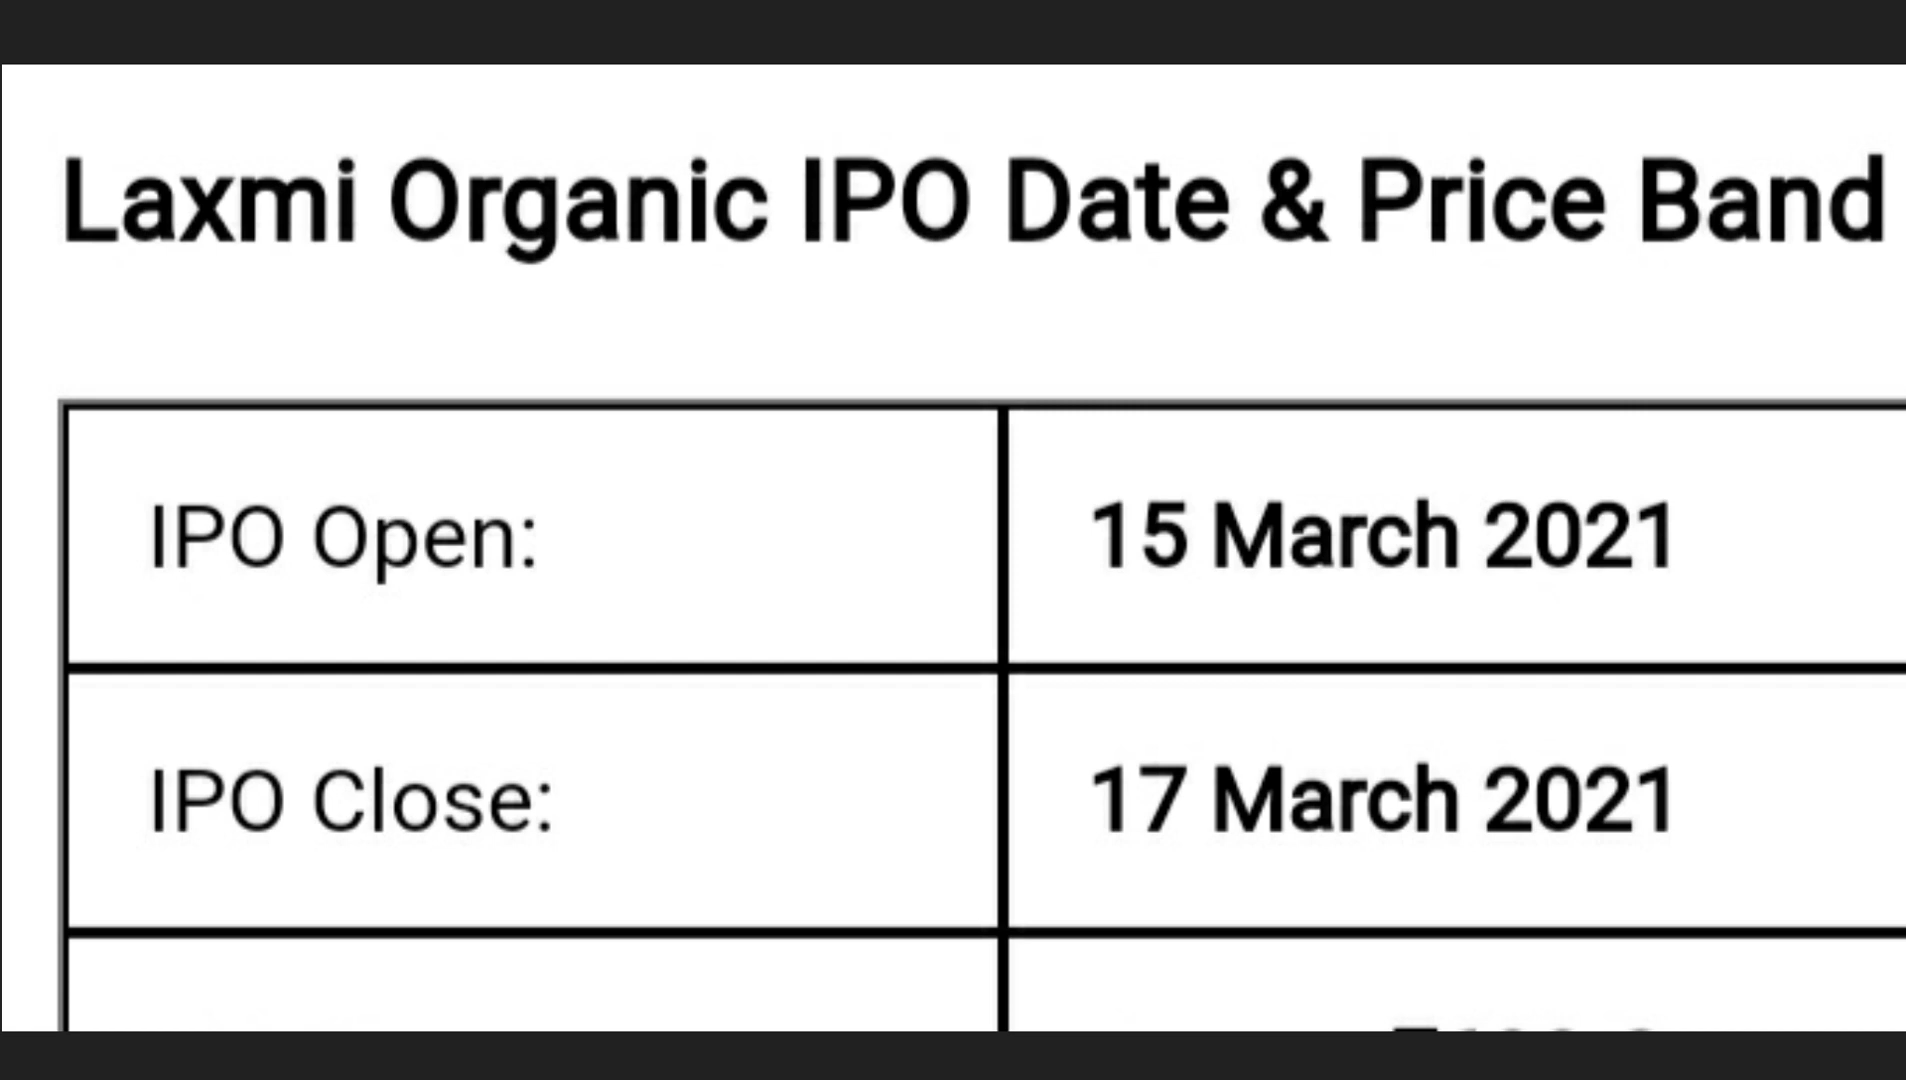 Laxmi Organic IPO Date & Price Band
IPO Open: 15 March 2021
IPO Close: 17 March 2021